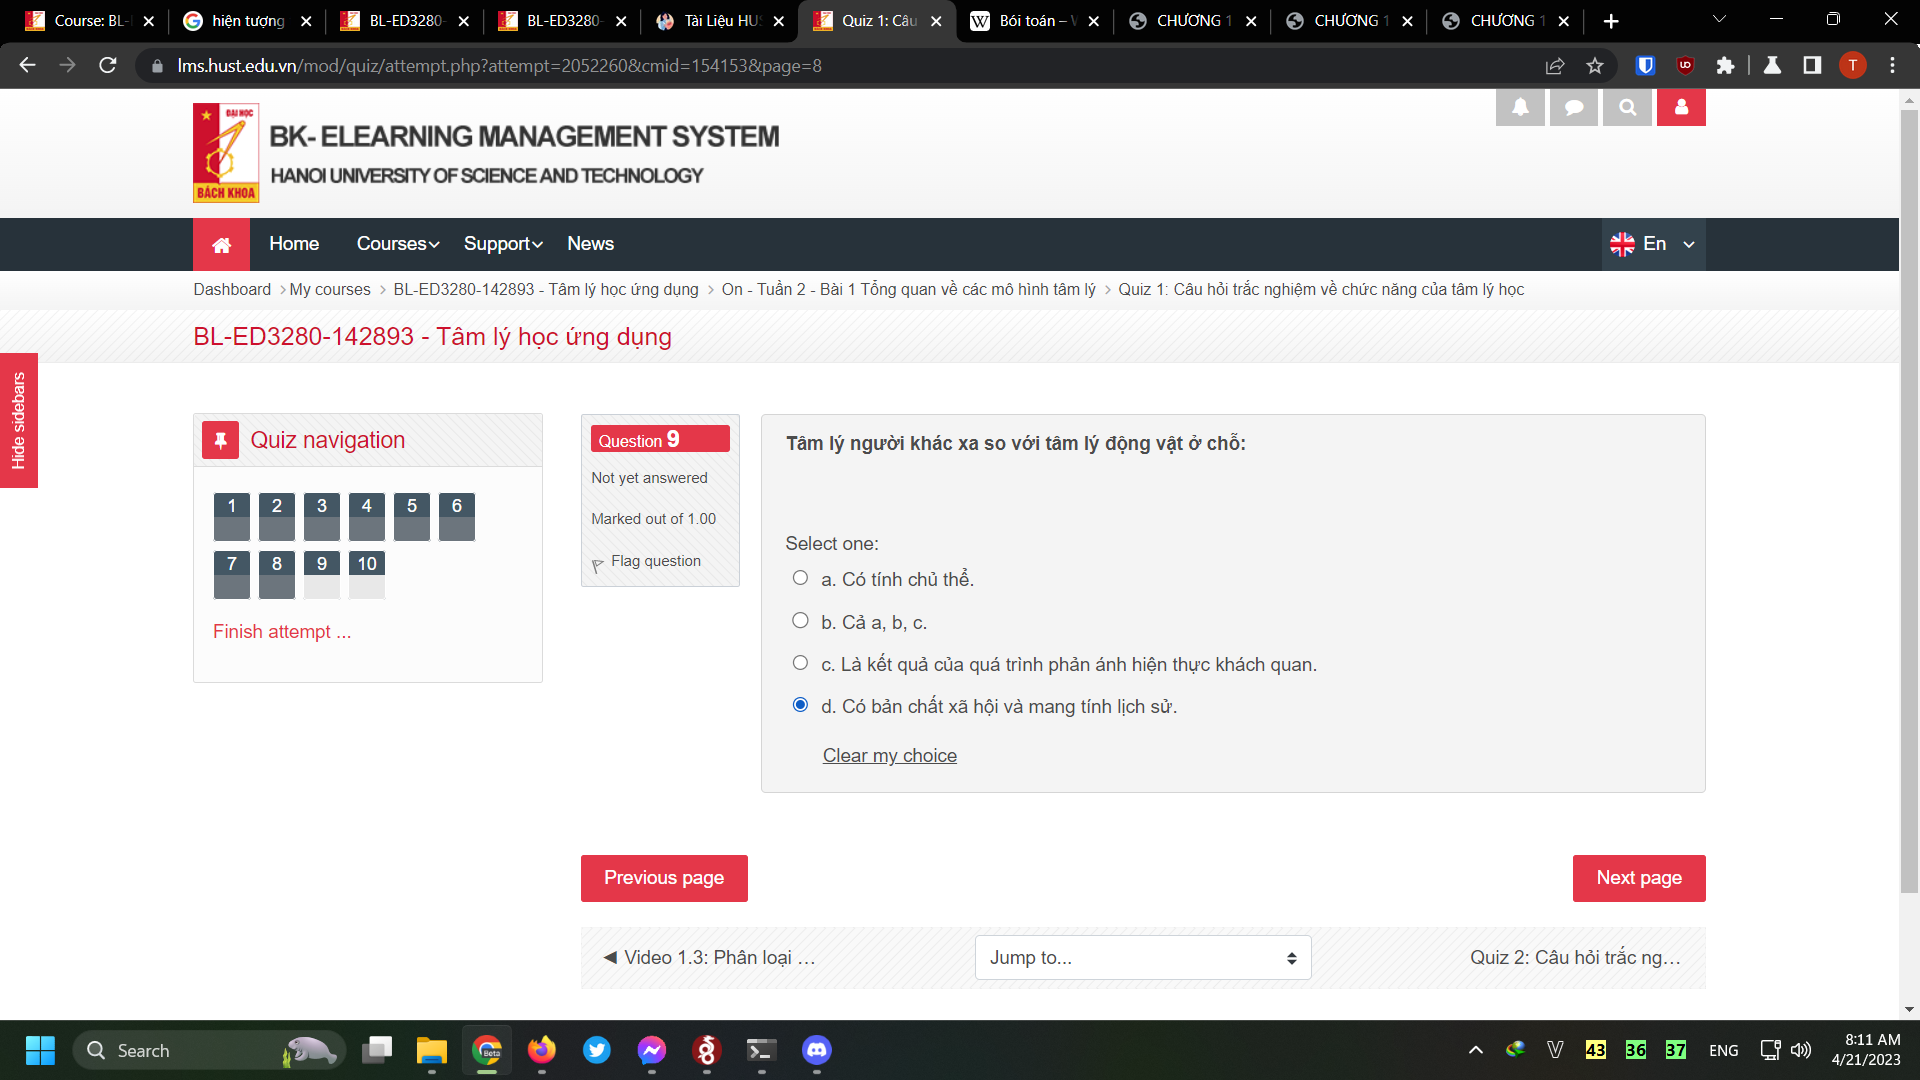 Course: BL-
hiện tượng
BL-ED3280-
BL-ED3280-
Tài Liệu HUS
Quiz 1: Câu
Bói toán – W
CHƯƠNG 1
CHƯƠNG 1
CHƯƠNG 1
lms.hust.edu.vn/mod/quiz/attempt.php?attempt=2052260&cmid=154153&page=8
T
ĐẠI HỌC
BÁCH KHOA
BK- ELEARNING MANAGEMENT SYSTEM
HANOI UNIVERSITY OF SCIENCE AND TECHNOLOGY
Home
Courses
Support
News
En
Dashboard
My courses
BL-ED3280-142893 - Tâm lý học ứng dụng
On - Tuần 2 - Bài 1 Tổng quan về các mô hình tâm lý
Quiz 1: Câu hỏi trắc nghiệm về chức năng của tâm lý học
BL-ED3280-142893 - Tâm lý học ứng dụng
Hide sidebars
Quiz navigation
1 2 3 4 5 6
7 8 9 10
Finish attempt ...
Question 9
Not yet answered
Marked out of 1.00
Flag question
Tâm lý người khác xa so với tâm lý động vật ở chỗ:
Select one:
a. Có tính chủ thể.
b. Cả a, b, c.
c. Là kết quả của quá trình phản ánh hiện thực khách quan.
d. Có bản chất xã hội và mang tính lịch sử.
Clear my choice
Previous page
Next page
◄ Video 1.3: Phân loại …
Jump to...
Quiz 2: Câu hỏi trắc ng…
Search
Beta
V
43
36
37
ENG
8:11 AM
4/21/2023